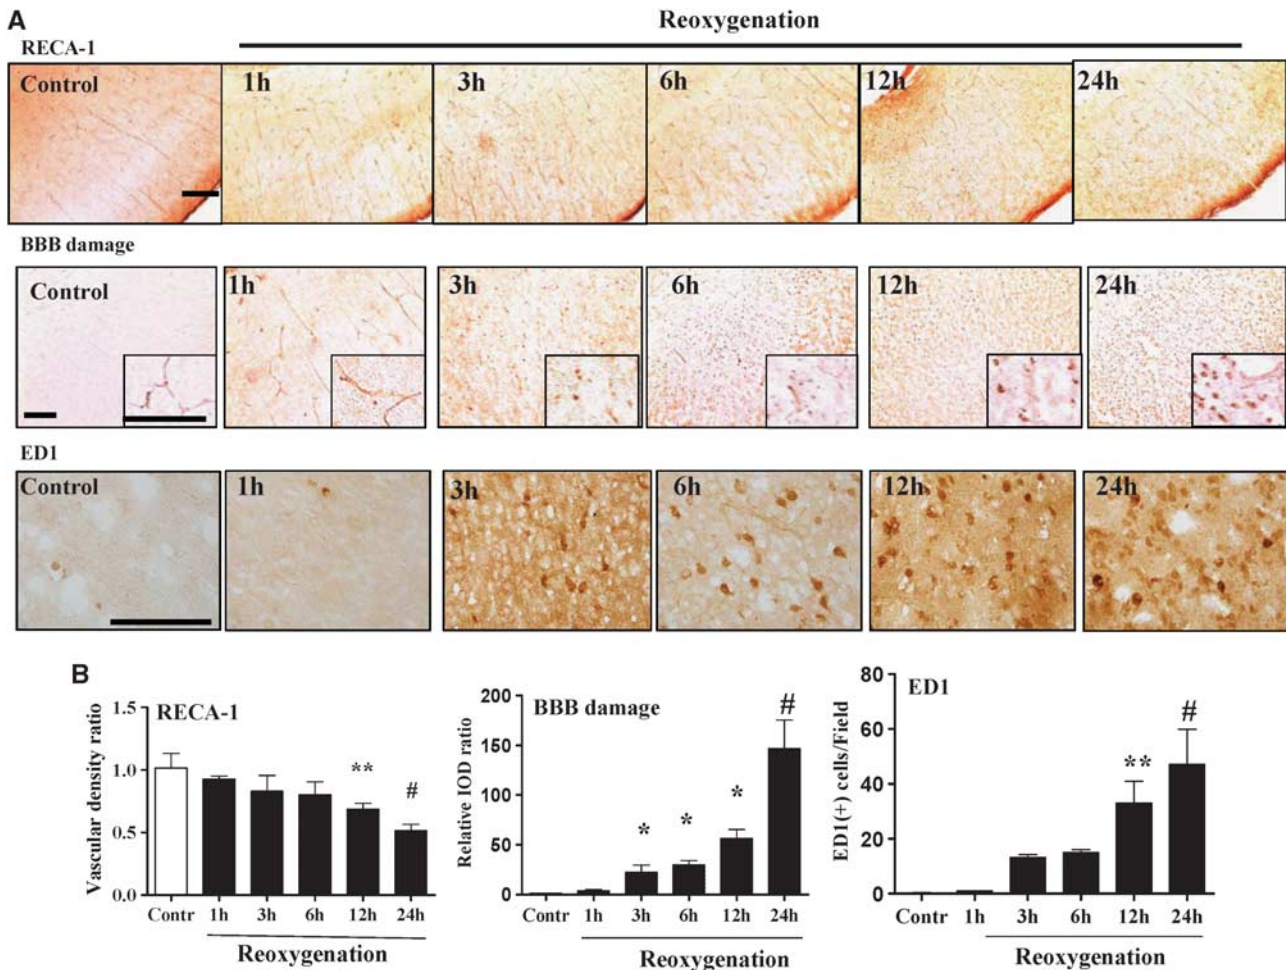 A
Reoxygenation
RECA-1
Control 1h 3h 6h 12h 24h
BBB damage
Control 1h 3h 6h 12h 24h
ED1
Control 1h 3h 6h 12h 24h
B
RECA-1
Vascular density ratio
1.5
1.0
0.5
0.0
** #
Contr 1h 3h 6h 12h 24h
Reoxygenation
BBB damage
Relative IOD ratio
200
150
100
50
0
* * * #
Contr 1h 3h 6h 12h 24h
Reoxygenation
ED1
ED1(+) cells/Field
80
60
40
20
0
** #
Contr 1h 3h 6h 12h 24h
Reoxygenation